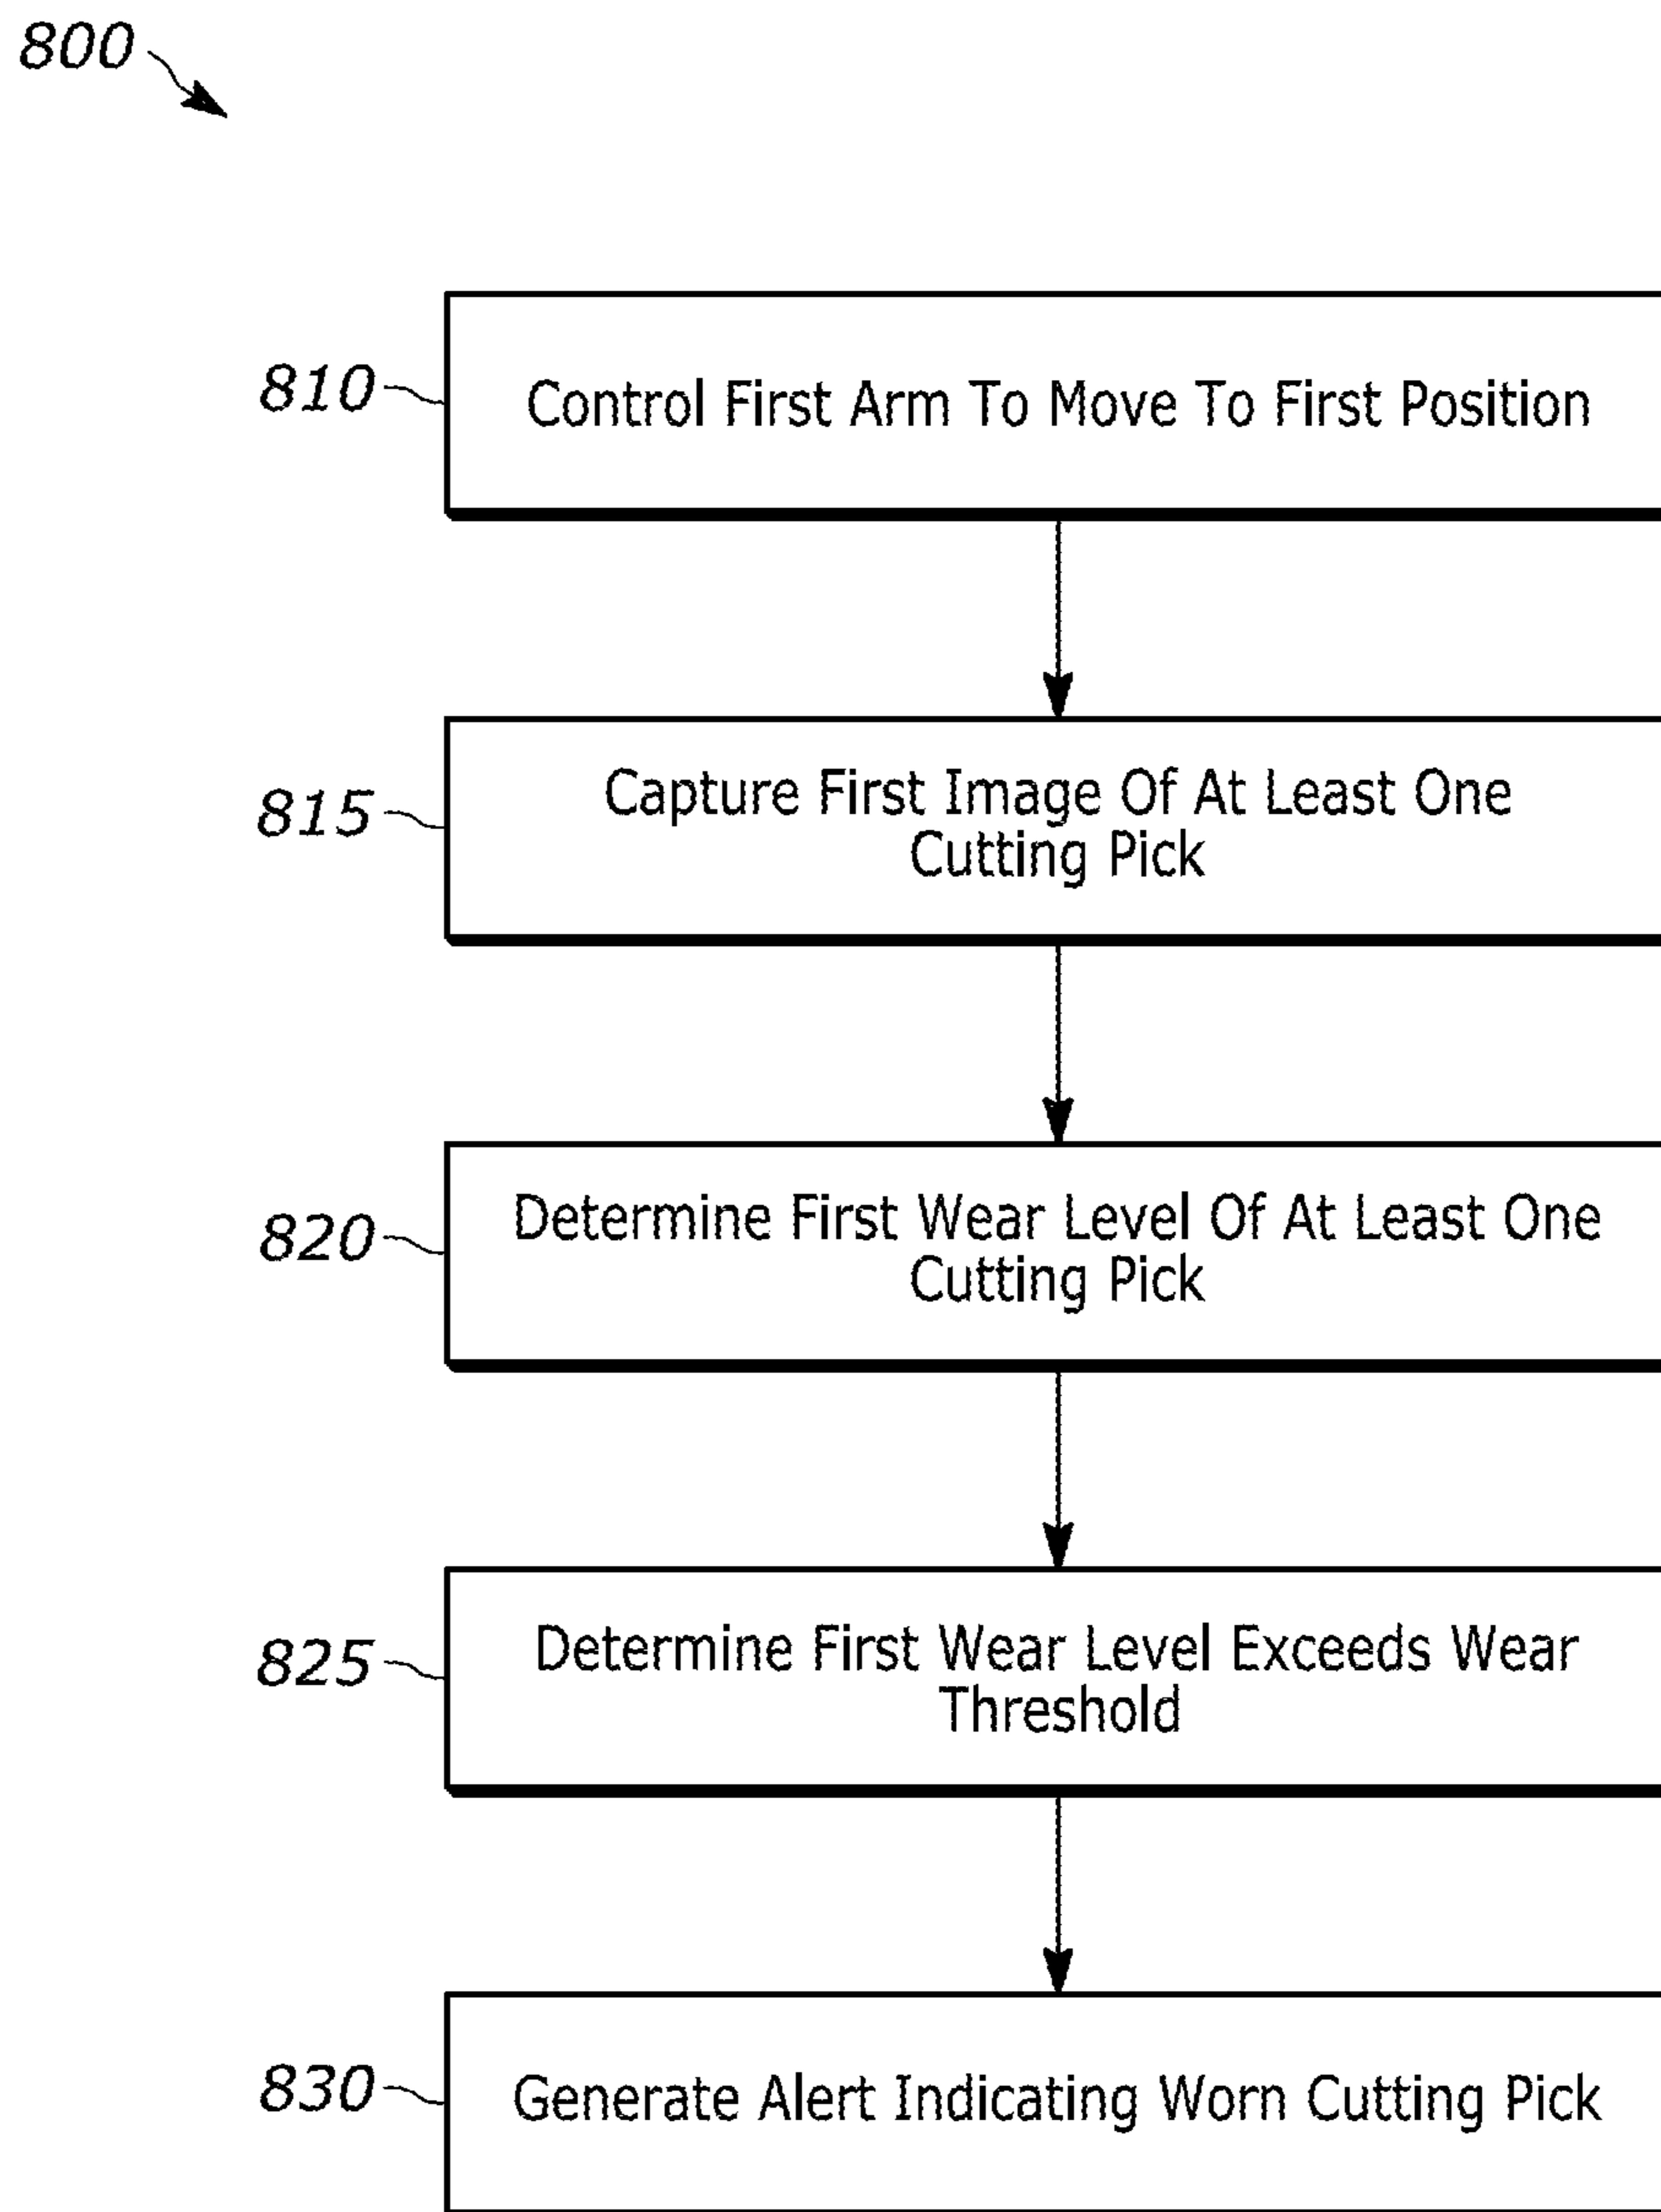 800
810
Control First Arm To Move To First Position
815
Capture First Image Of At Least One
Cutting Pick
820
Determine First Wear Level Of At Least One
Cutting Pick
825
Determine First Wear Level Exceeds Wear
Threshold
830
Generate Alert Indicating Worn Cutting Pick